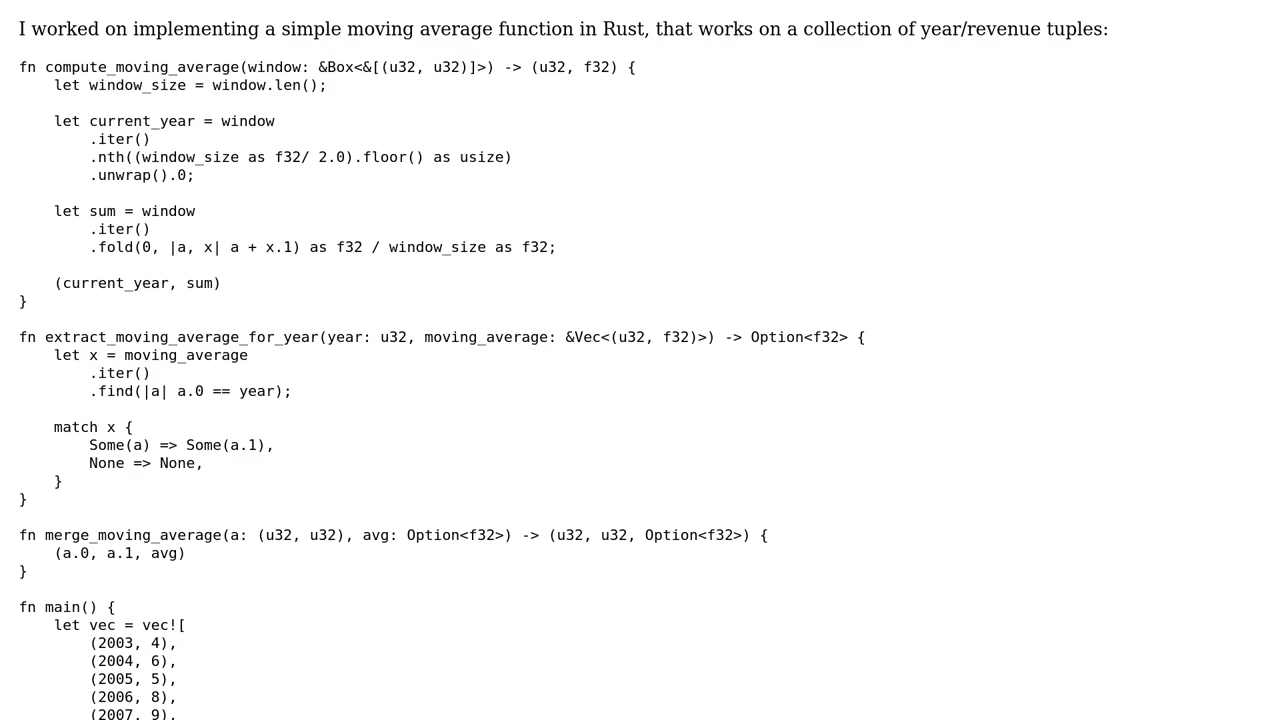 I worked on implementing a simple moving average function in Rust, that works on a collection of year/revenue tuples:
fn compute_moving_average(window: &Box<&[(u32, u32)]>) -> (u32, f32) {
    let window_size = window.len();

    let current_year = window
        .iter()
        .nth((window_size as f32/ 2.0).floor() as usize)
        .unwrap().0;

    let sum = window
        .iter()
        .fold(0, |a, x| a + x.1) as f32 / window_size as f32;

    (current_year, sum)
}

fn extract_moving_average_for_year(year: u32, moving_average: &Vec<(u32, f32)>) -> Option<f32> {
    let x = moving_average
        .iter()
        .find(|a| a.0 == year);

    match x {
        Some(a) => Some(a.1),
        None => None,
    }
}

fn merge_moving_average(a: (u32, u32), avg: Option<f32>) -> (u32, u32, Option<f32>) {
    (a.0, a.1, avg)
}

fn main() {
    let vec = vec![
        (2003, 4),
        (2004, 6),
        (2005, 5),
        (2006, 8),
        (2007, 9),